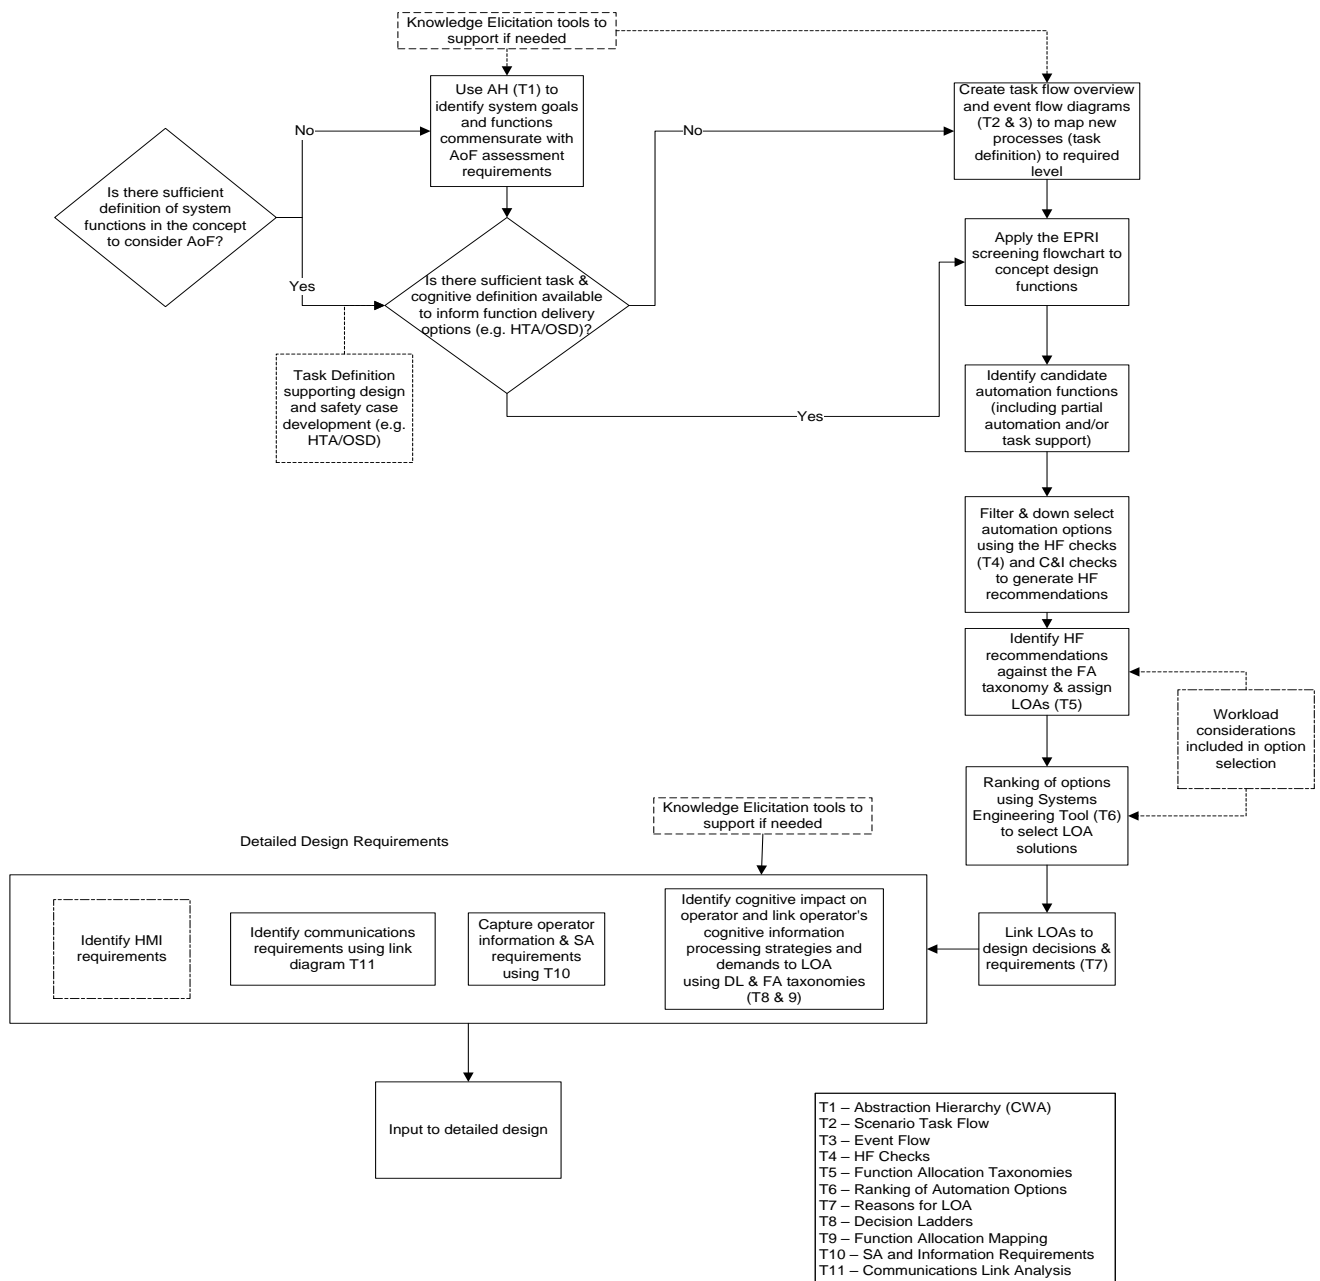 Knowledge Elicitation tools to
support if needed
Use AH (T1) to
identify system goals
and functions
commensurate with
AoF assessment
requirements
Create task flow overview
and event flow diagrams
(T2 & 3) to map new
processes (task
definition) to required
level
No
No
Is there sufficient
definition of system
functions in the concept
to consider AoF?
Yes
Is there sufficient task &
cognitive definition available
to inform function delivery
options (e.g. HTA/OSD)?
Apply the EPRI
screening flowchart to
concept design
functions
Task Definition
supporting design
and safety case
development (e.g.
HTA/OSD)
Yes
Identify candidate
automation functions
(including partial
automation and/or
task support)
Filter & down select
automation options
using the HF checks
(T4) and C&I checks
to generate HF
recommendations
Identify HF
recommendations
against the FA
taxonomy & assign
LOAs (T5)
Workload
considerations
included in option
selection
Ranking of options
using Systems
Engineering Tool (T6)
to select LOA
solutions
Knowledge Elicitation tools to
support if needed
Detailed Design Requirements
Identify HMI
requirements
Identify communications
requirements using link
diagram T11
Capture operator
information & SA
requirements
using T10
Identify cognitive impact on
operator and link operator's
cognitive information
processing strategies and
demands to LOA
using DL & FA taxonomies
(T8 & 9)
Link LOAs to
design decisions &
requirements (T7)
Input to detailed design
T1 – Abstraction Hierarchy (CWA)
T2 – Scenario Task Flow
T3 – Event Flow
T4 – HF Checks
T5 – Function Allocation Taxonomies
T6 – Ranking of Automation Options
T7 – Reasons for LOA
T8 – Decision Ladders
T9 – Function Allocation Mapping
T10 – SA and Information Requirements
T11 – Communications Link Analysis